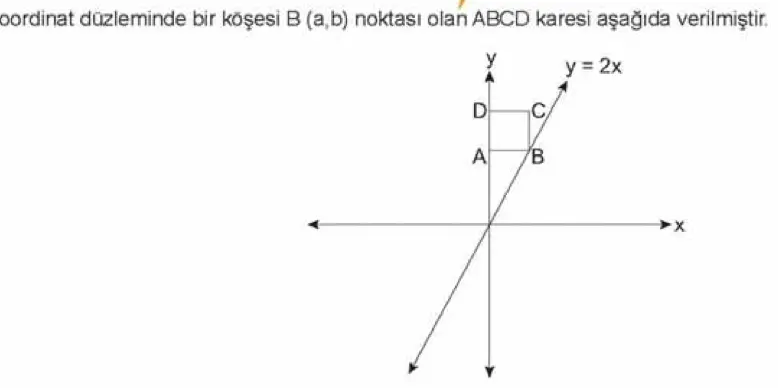 oordinat düzleminde bir köşesi B (a,b) noktası olan ABCD karesi aşağıda verilmiştir.
y
y = 2x
D
C
A
B
x